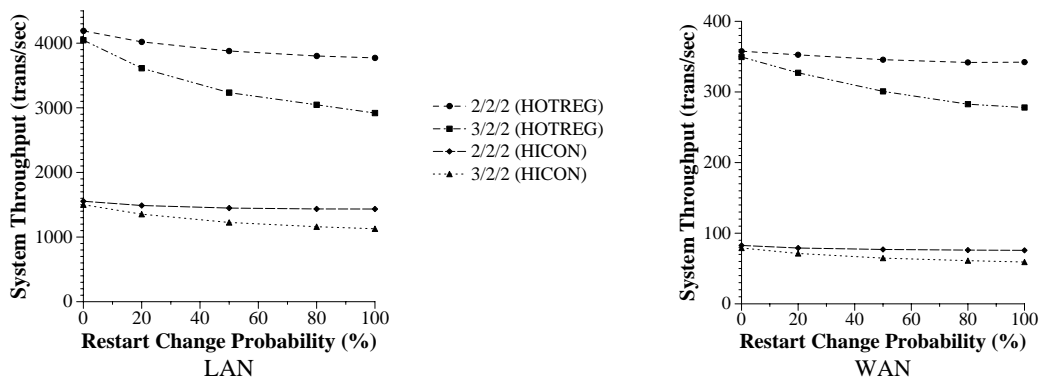 System Throughput (trans/sec)
4000
3000
2000
1000
0
0 20 40 60 80 100
Restart Change Probability (%)
LAN
2/2/2 (HOTREG)
3/2/2 (HOTREG)
2/2/2 (HICON)
3/2/2 (HICON)
System Throughput (trans/sec)
400
300
200
100
0
0 20 40 60 80 100
Restart Change Probability (%)
WAN